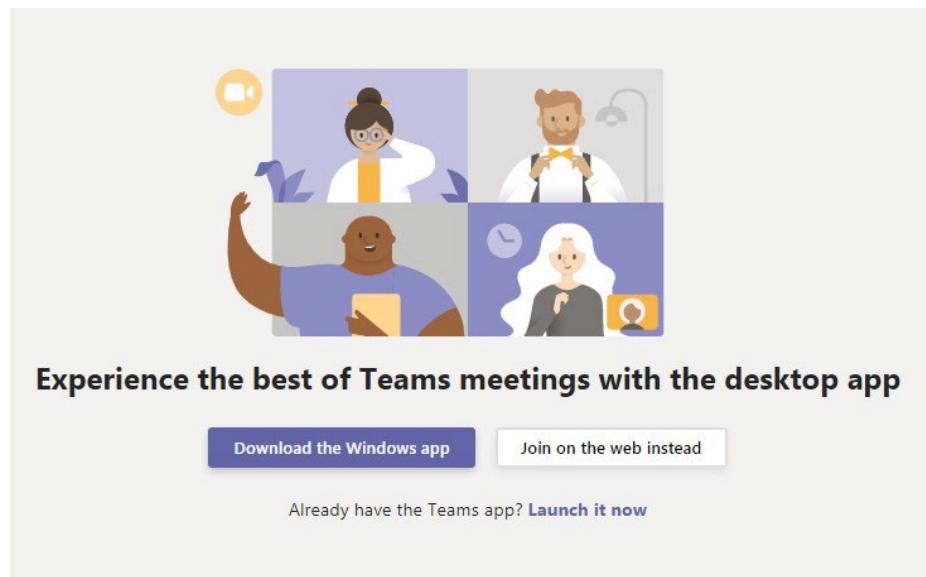 Experience the best of Teams meetings with the desktop app
Download the Windows app
Join on the web instead
Already have the Teams app? Launch it now